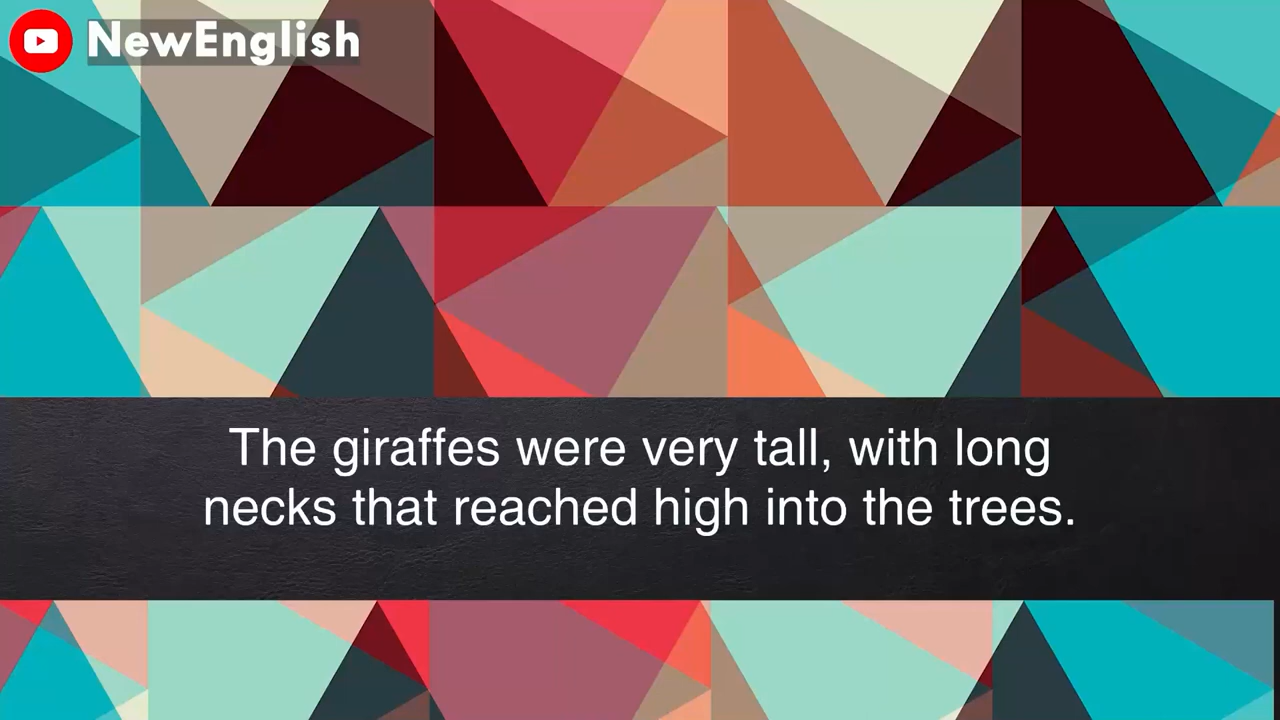 NewEnglish
The giraffes were very tall, with long
necks that reached high into the trees.